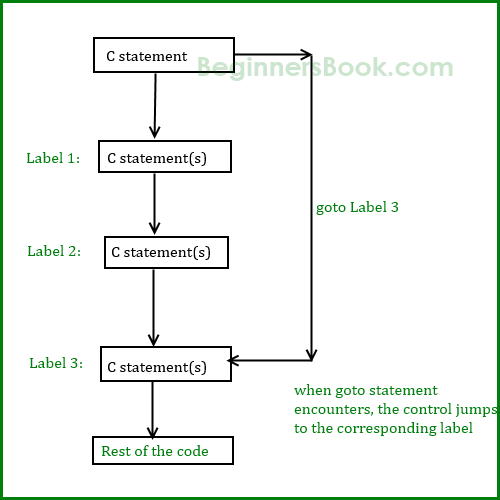 C statement
BeginnersBook.com
Label 1:
C statement(s)
goto Label 3
Label 2:
C statement(s)
Label 3:
C statement(s)
when goto statement
encounters, the control jumps
to the corresponding label
Rest of the code